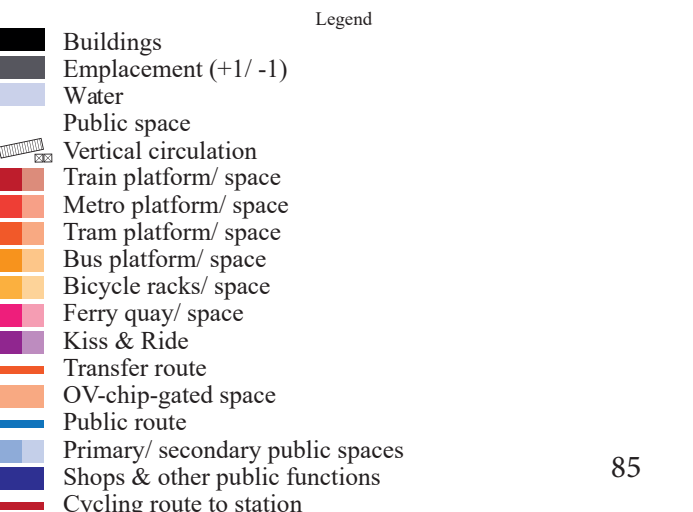 Legend
Buildings
Emplacement (+1/ -1)
Water
Public space
Vertical circulation
Train platform/ space
Metro platform/ space
Tram platform/ space
Bus platform/ space
Bicycle racks/ space
Ferry quay/ space
Kiss & Ride
Transfer route
OV-chip-gated space
Public route
Primary/ secondary public spaces
Shops & other public functions
Cycling route to station
85